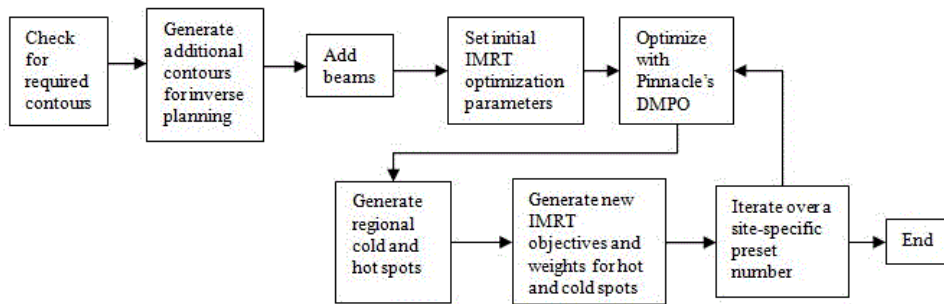 Check
for
required
contours
Generate
additional
contours
for inverse
planning
Add
beams
Set initial
IMRT
optimization
parameters
Optimize
with
Pinnacle's
DMPO
Generate
regional
cold and
hot spots
Generate new
IMRT
objectives and
weights for hot
and cold spots
Iterate over a
site-specific
preset
number
End